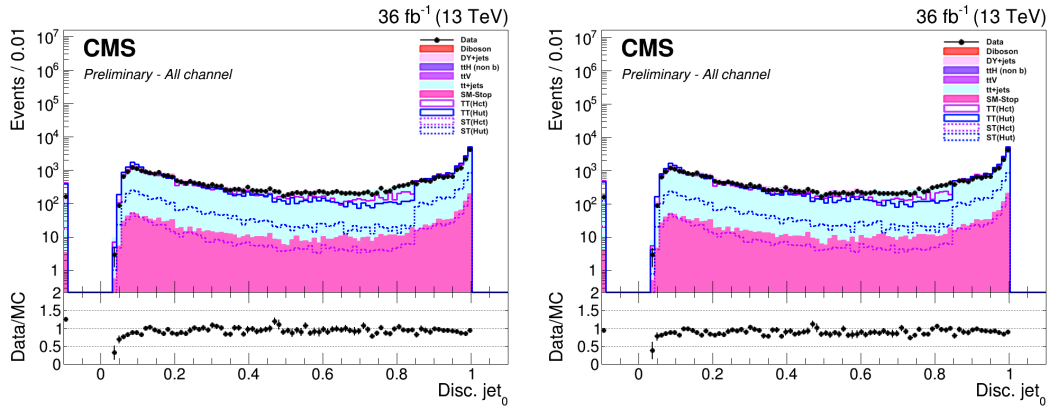 36 fb⁻¹ (13 TeV)
CMS
Preliminary - All channel
Data
Diboson
DY+jets
ttH (non b)
ttV
tt+jets
SM-Stop
TT(Hct)
TT(Hut)
ST(Hct)
ST(Hut)
Events / 0.01
10⁷
10⁶
10⁵
10⁴
10³
10²
10
1
2
1.5
1
0.5
0
Data/MC
0 0.2 0.4 0.6 0.8 1
Disc. jet₀
36 fb⁻¹ (13 TeV)
CMS
Preliminary - All channel
Data
Diboson
DY+jets
ttH (non b)
ttV
tt+jets
SM-Stop
TT(Hct)
TT(Hut)
ST(Hct)
ST(Hut)
Events / 0.01
10⁷
10⁶
10⁵
10⁴
10³
10²
10
1
2
1.5
1
0.5
0
Data/MC
0 0.2 0.4 0.6 0.8 1
Disc. jet₀